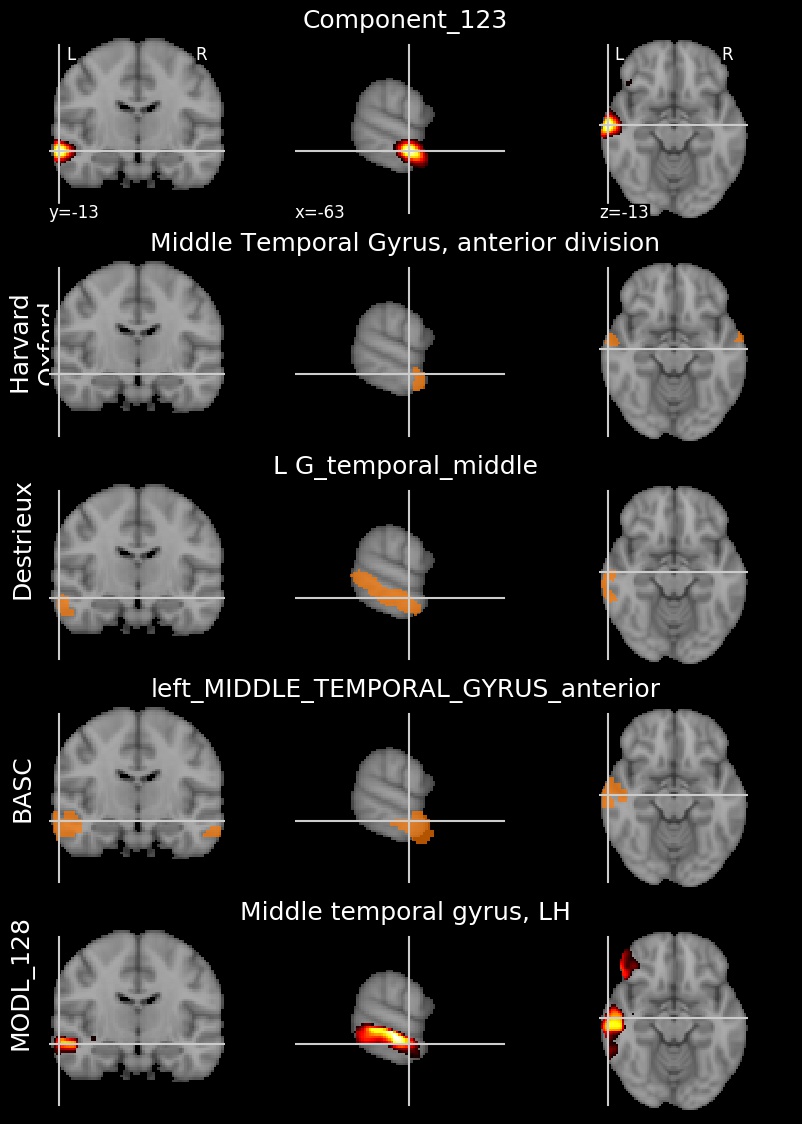 Component_123
L R L R
y=-13 x=-63 z=-13
Middle Temporal Gyrus, anterior division
Harvard
Oxford
L G_temporal_middle
Destrieux
left_MIDDLE_TEMPORAL_GYRUS_anterior
BASC
Middle temporal gyrus, LH
MODL_128